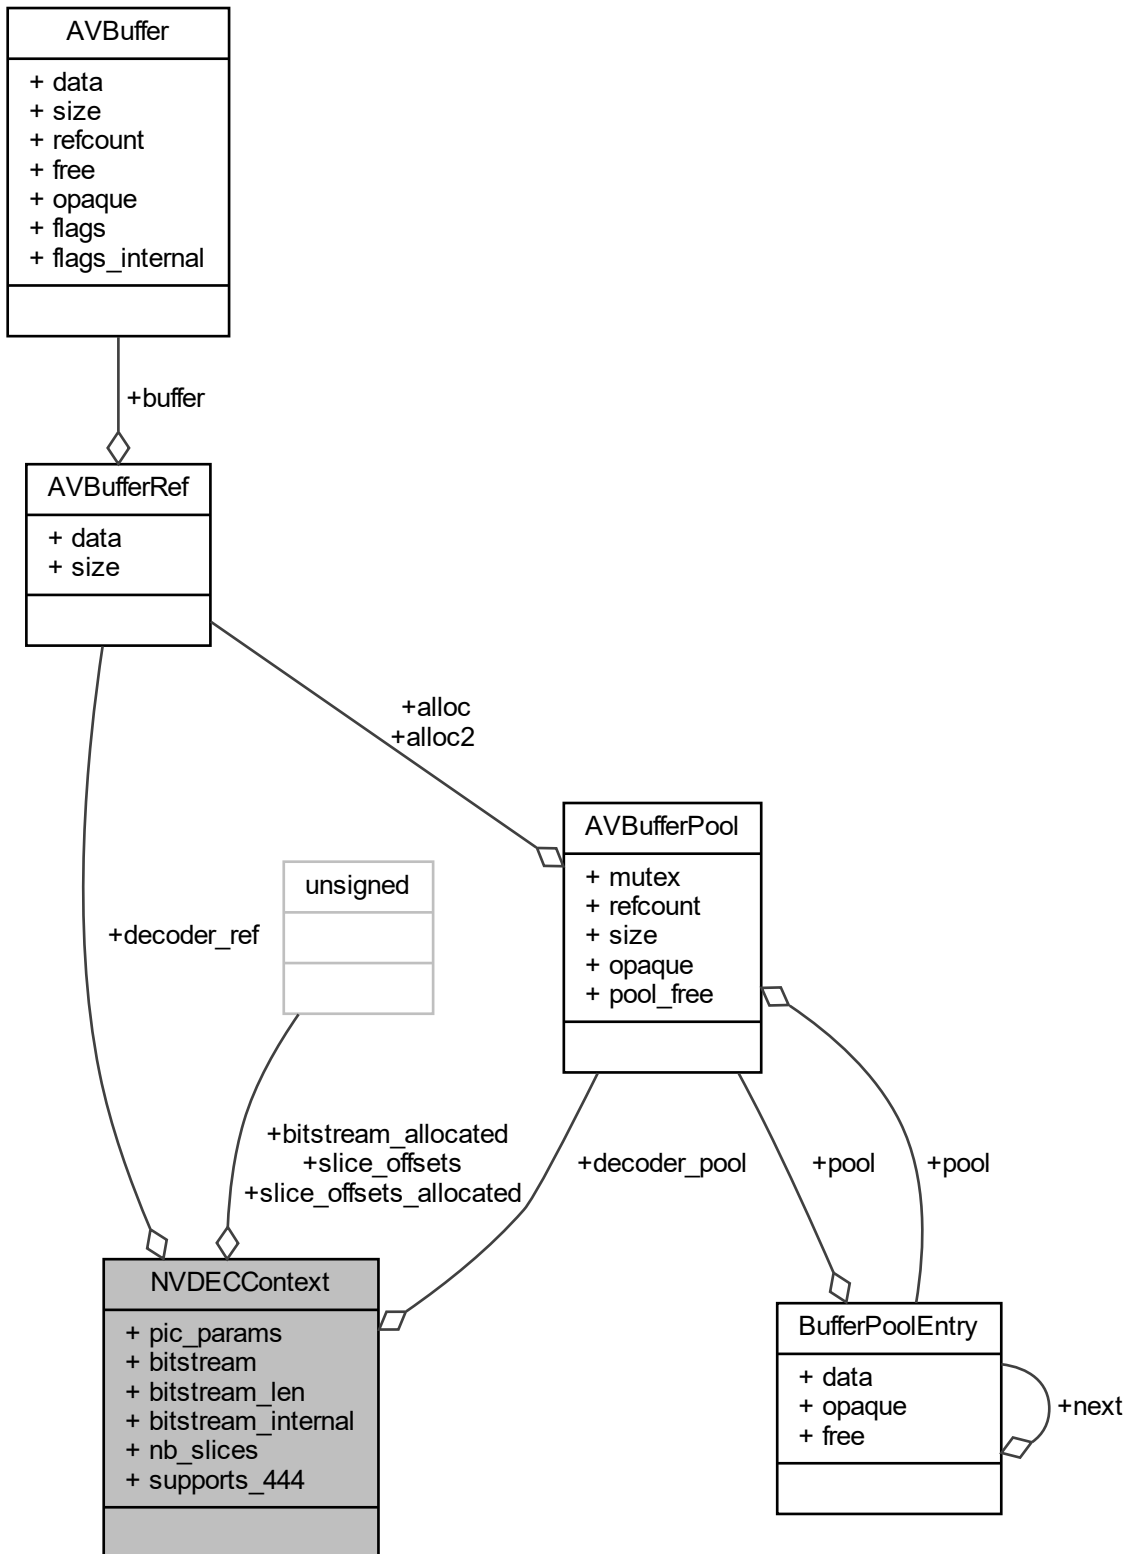 AVBuffer
+ data
+ size
+ refcount
+ free
+ opaque
+ flags
+ flags_internal
+buffer
AVBufferRef
+ data
+ size
+alloc
+alloc2
AVBufferPool
+ mutex
+ refcount
+ size
+ opaque
+ pool_free
unsigned
+decoder_ref
+bitstream_allocated
+slice_offsets
+slice_offsets_allocated
+decoder_pool
+pool
+pool
NVDECContext
+ pic_params
+ bitstream
+ bitstream_len
+ bitstream_internal
+ nb_slices
+ supports_444
BufferPoolEntry
+ data
+ opaque
+ free
+next